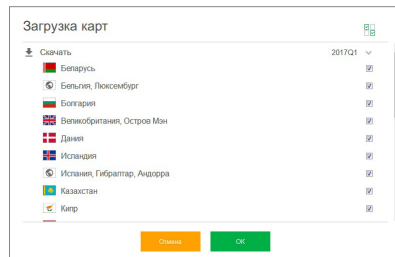 Загрузка карт
Скачать 2017Q1
Беларусь
Бельгия, Люксембург
Болгария
Великобритания, Остров Мэн
Дания
Исландия
Испания, Гибралтар, Андорра
Казахстан
Кипр
Отмена ОК